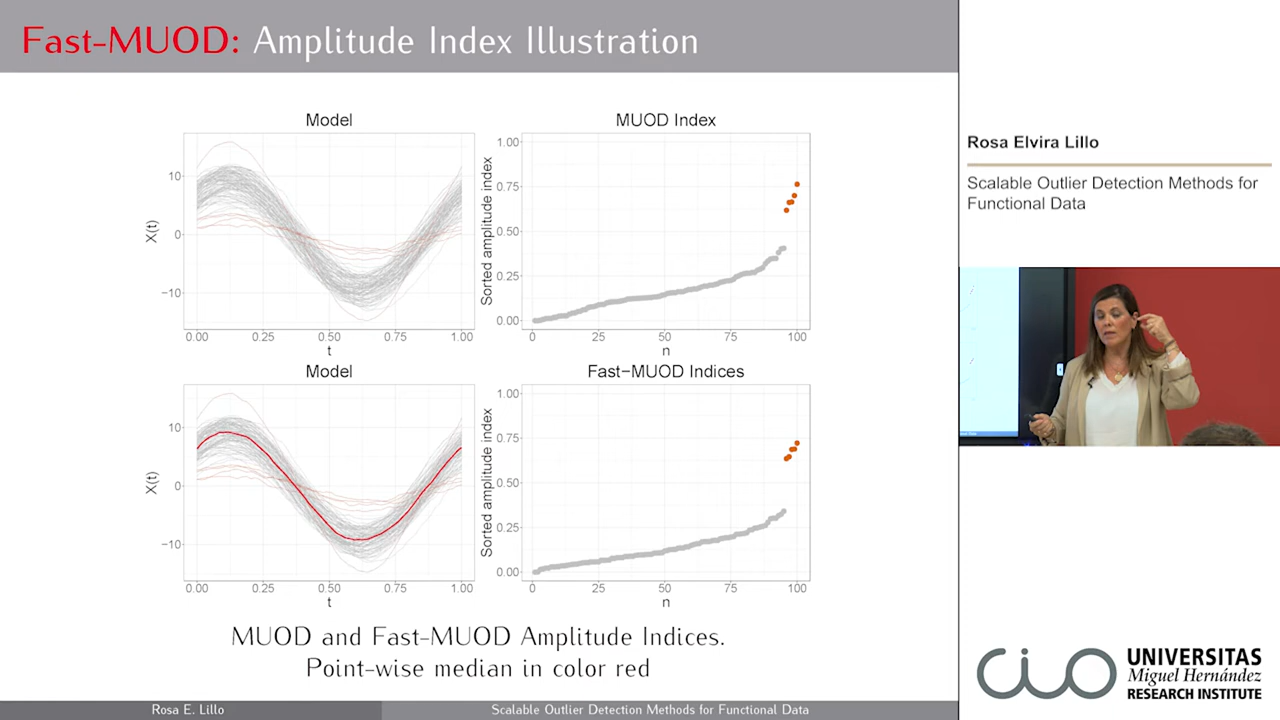 Fast-MUOD: Amplitude Index Illustration
Model
X(t)
10
0
−10
0.00 0.25 0.50 0.75 1.00
t
MUOD Index
Sorted amplitude index
1.00
0.75
0.50
0.25
0.00
0 25 50 75 100
n
Model
X(t)
10
0
−10
0.00 0.25 0.50 0.75 1.00
t
Fast−MUOD Indices
Sorted amplitude index
1.00
0.75
0.50
0.25
0.00
0 25 50 75 100
n
MUOD and Fast-MUOD Amplitude Indices.
Point-wise median in color red
Rosa E. Lillo
Scalable Outlier Detection Methods for Functional Data
Rosa Elvira Lillo
Scalable Outlier Detection Methods for
Functional Data
cio
UNIVERSITAS
Miguel Hernández
RESEARCH INSTITUTE